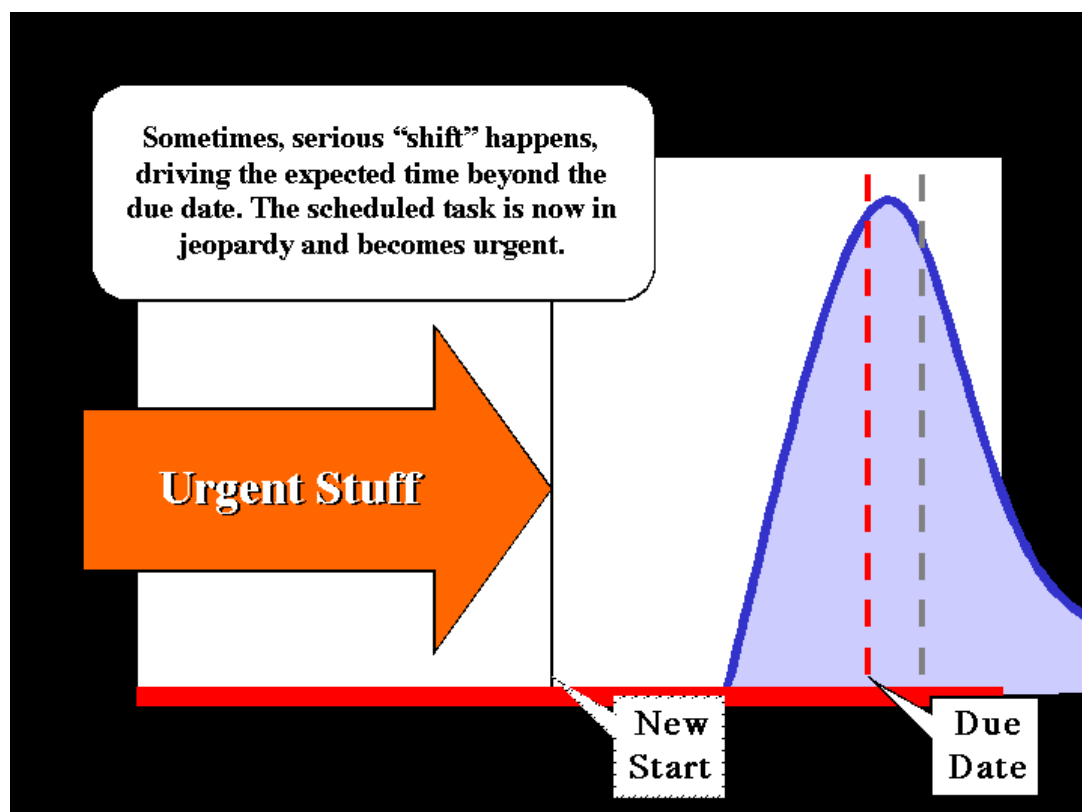 Sometimes, serious “shift” happens,
driving the expected time beyond the
due date. The scheduled task is now in
jeopardy and becomes urgent.
Urgent Stuff
New
Start
Due
Date